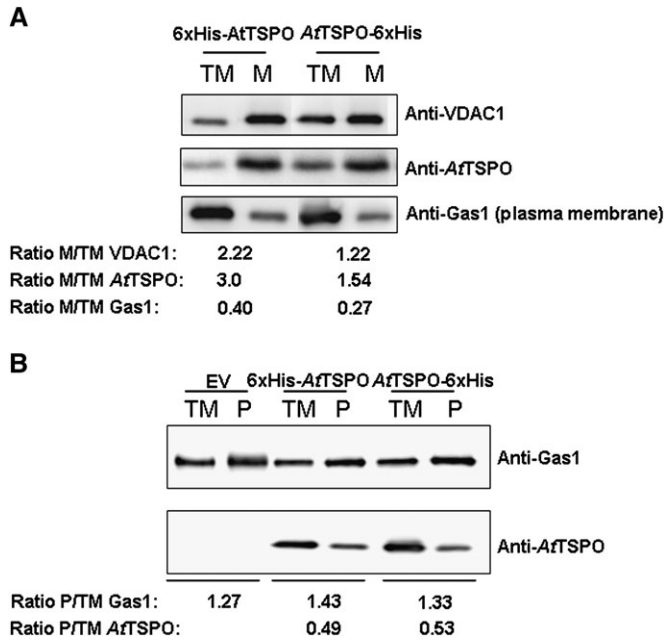 A
6xHis-AtTSPO AtTSPO-6xHis
TM M TM M
Anti-VDAC1
Anti-AtTSPO
Anti-Gas1 (plasma membrane)
Ratio M/TM VDAC1: 2.22 1.22
Ratio M/TM AtTSPO: 3.0 1.54
Ratio M/TM Gas1: 0.40 0.27
B
EV 6xHis-AtTSPO AtTSPO-6xHis
TM P TM P TM P
Anti-Gas1
Anti-AtTSPO
Ratio P/TM Gas1: 1.27 1.43 1.33
Ratio P/TM AtTSPO: 0.49 0.53